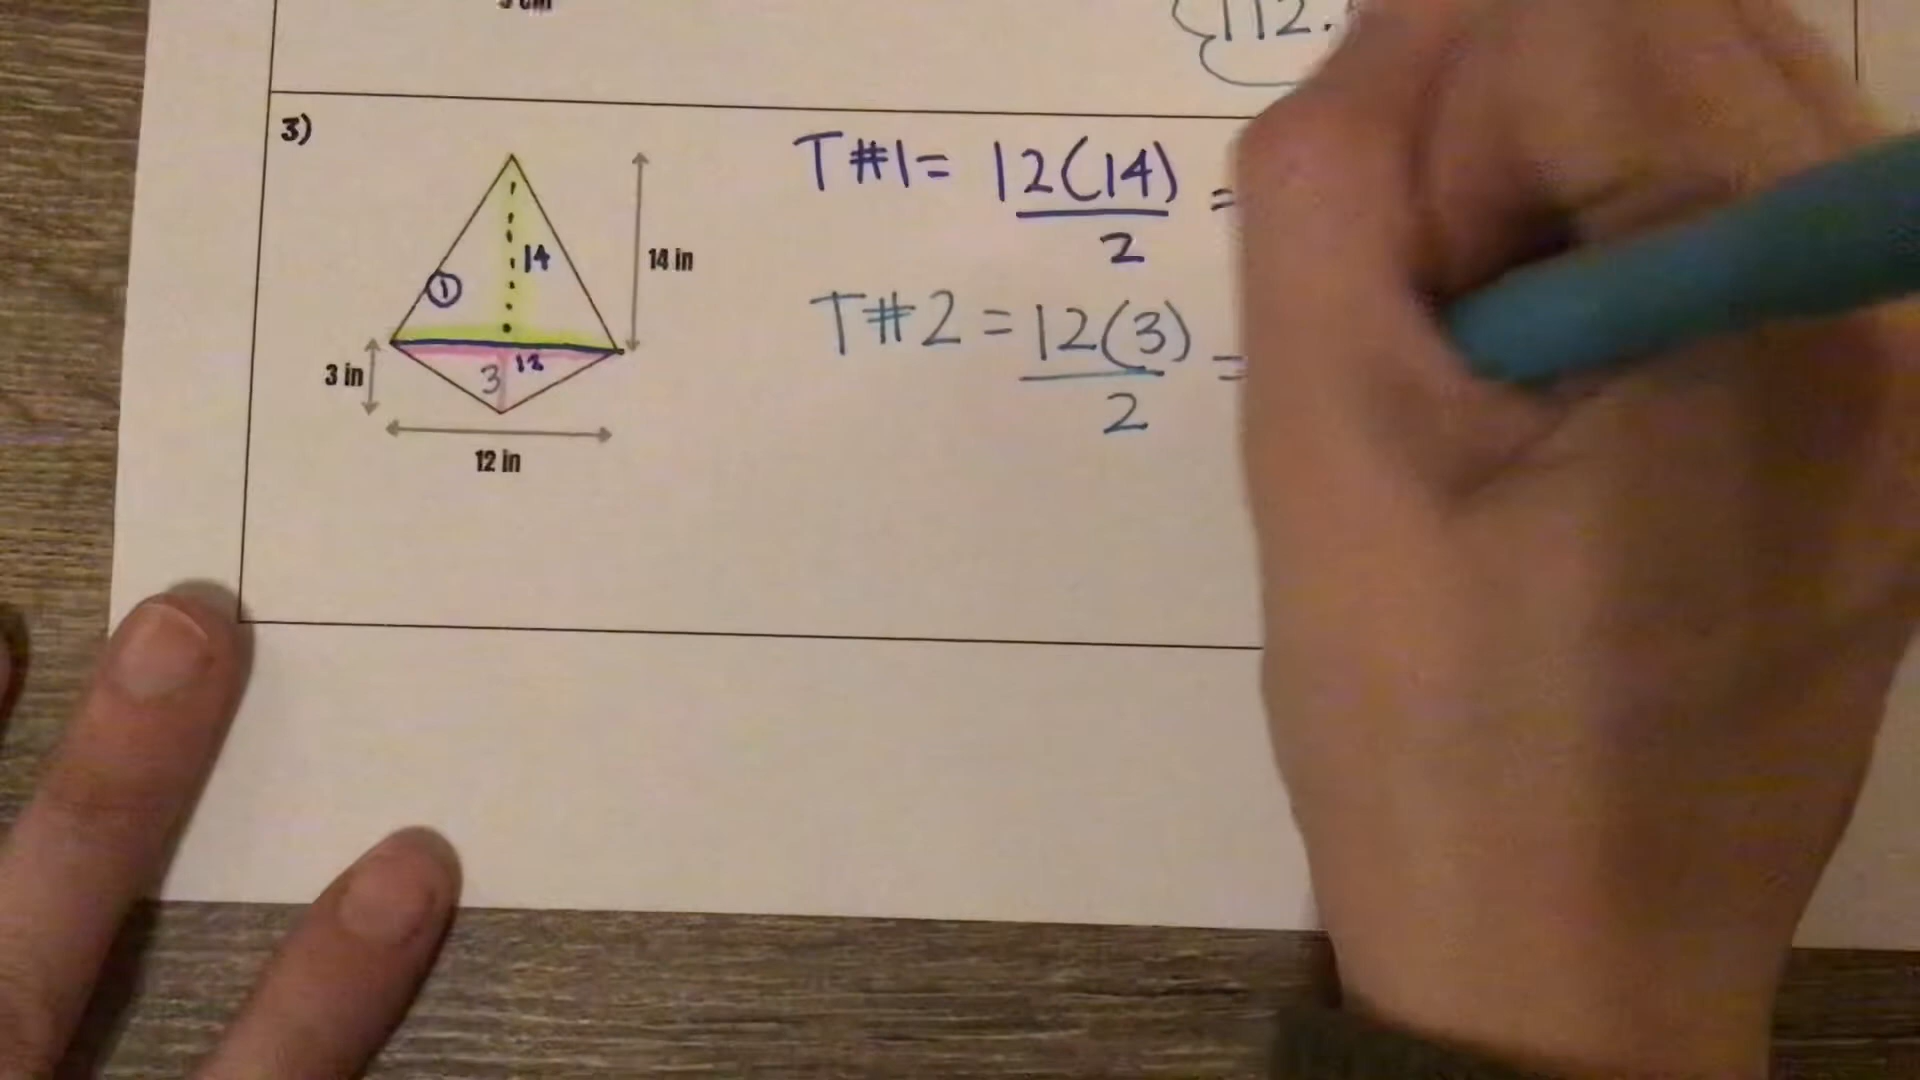 112.
3)
T#1= 12(14) =
2
14
14 in
1
T#2 = 12(3) =
2
12
3 in
3
12 in